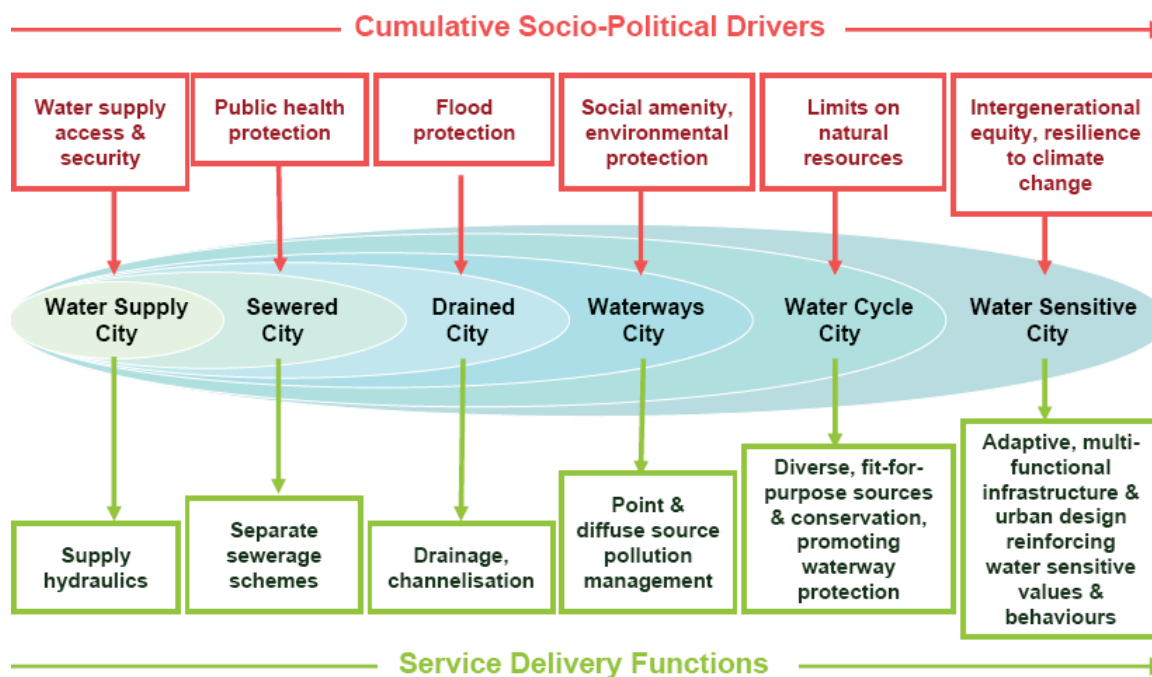 Cumulative Socio-Political Drivers
Water supply
access &
security
Public health
protection
Flood
protection
Social amenity,
environmental
protection
Limits on
natural
resources
Intergenerational
equity, resilience
to climate
change
Water Supply
City
Sewered
City
Drained
City
Waterways
City
Water Cycle
City
Water Sensitive
City
Supply
hydraulics
Separate
sewerage
schemes
Drainage,
channelisation
Point &
diffuse source
pollution
management
Diverse, fit-for-
purpose sources
& conservation,
promoting
waterway
protection
Adaptive, multi-
functional
infrastructure &
urban design
reinforcing
water sensitive
values &
behaviours
Service Delivery Functions